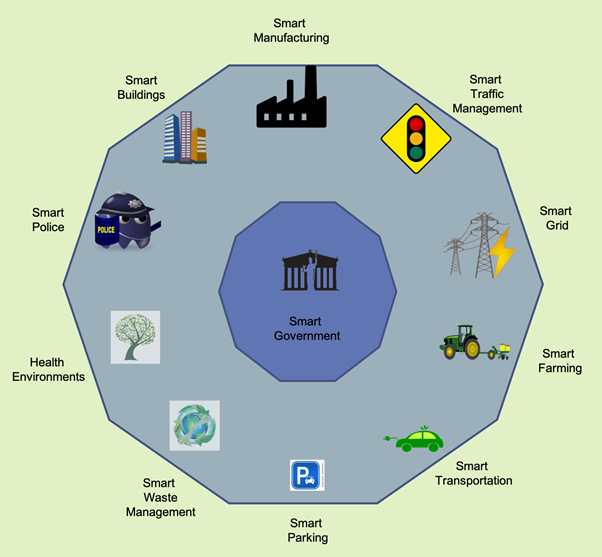 Smart
Manufacturing
Smart
Buildings
Smart
Traffic
Management
Smart
Police
POLICE
Smart
Grid
Smart
Government
Health
Environments
Smart
Farming
Smart
Waste
Management
P
Smart
Transportation
Smart
Parking